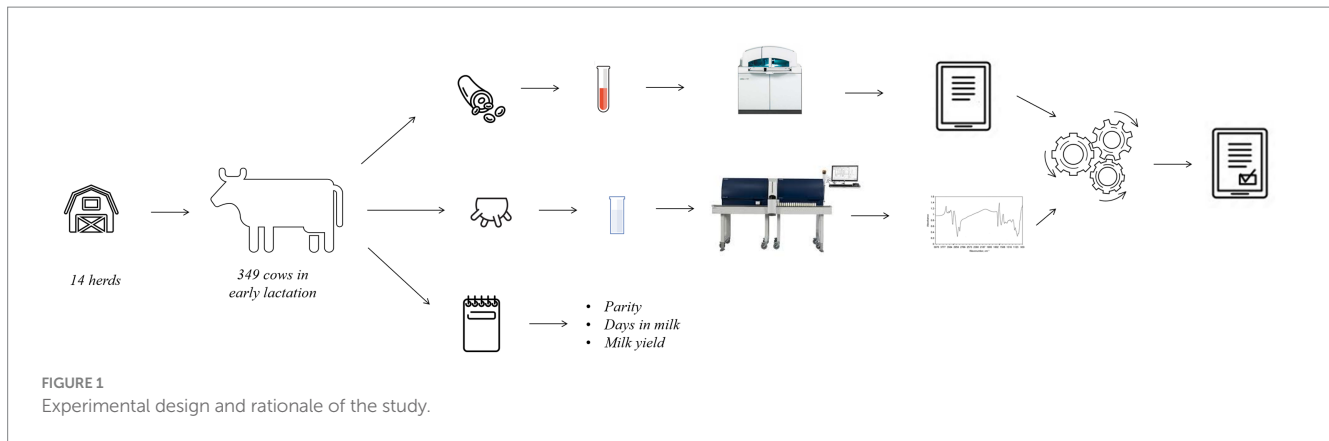 14 herds
349 cows in
early lactation
• Parity
• Days in milk
• Milk yield
FIGURE 1
Experimental design and rationale of the study.